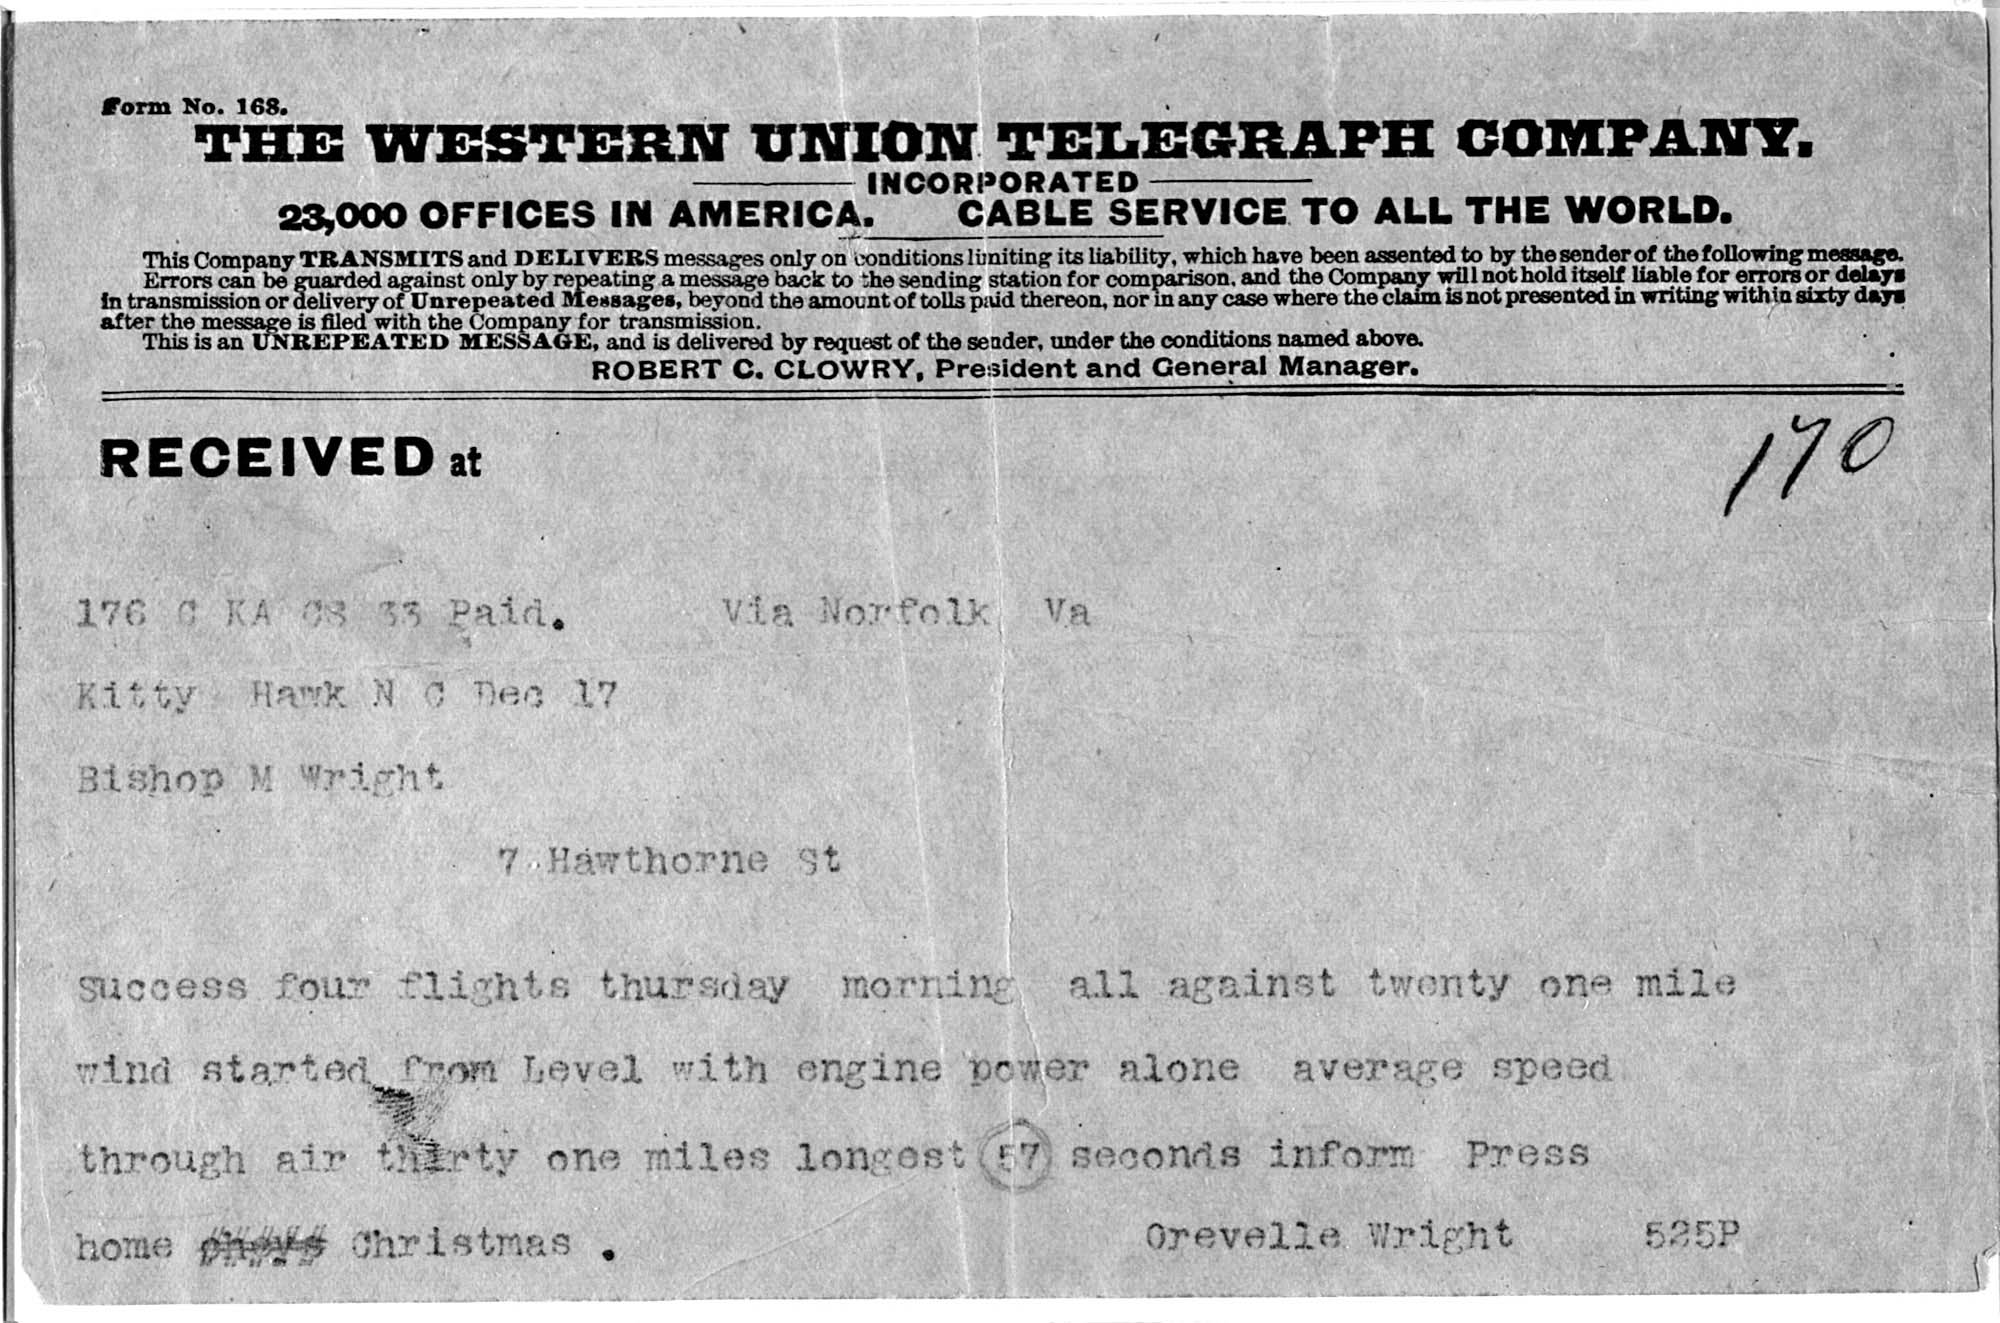 Form No. 168.
THE WESTERN UNION TELEGRAPH COMPANY.
INCORPORATED
23,000 OFFICES IN AMERICA. CABLE SERVICE TO ALL THE WORLD.
This Company TRANSMITS and DELIVERS messages only on conditions limiting its liability, which have been assented to by the sender of the following message.
Errors can be guarded against only by repeating a message back to the sending station for comparison, and the Company will not hold itself liable for errors or delays
in transmission or delivery of Unrepeated Messages, beyond the amount of tolls paid thereon, nor in any case where the claim is not presented in writing within sixty days
after the message is filed with the Company for transmission.
This is an UNREPEATED MESSAGE, and is delivered by request of the sender, under the conditions named above.
ROBERT C. CLOWRY, President and General Manager.
RECEIVED at
170
176 C KA CS 33 Paid. Via Norfolk Va
Kitty Hawk N C Dec 17
Bishop M Wright
7 Hawthorne St
Success four flights thursday morning all against twenty one mile
wind started from Level with engine power alone average speed
through air thirty one miles longest 57 seconds inform Press
home Christmas .
Orevelle Wright 525P